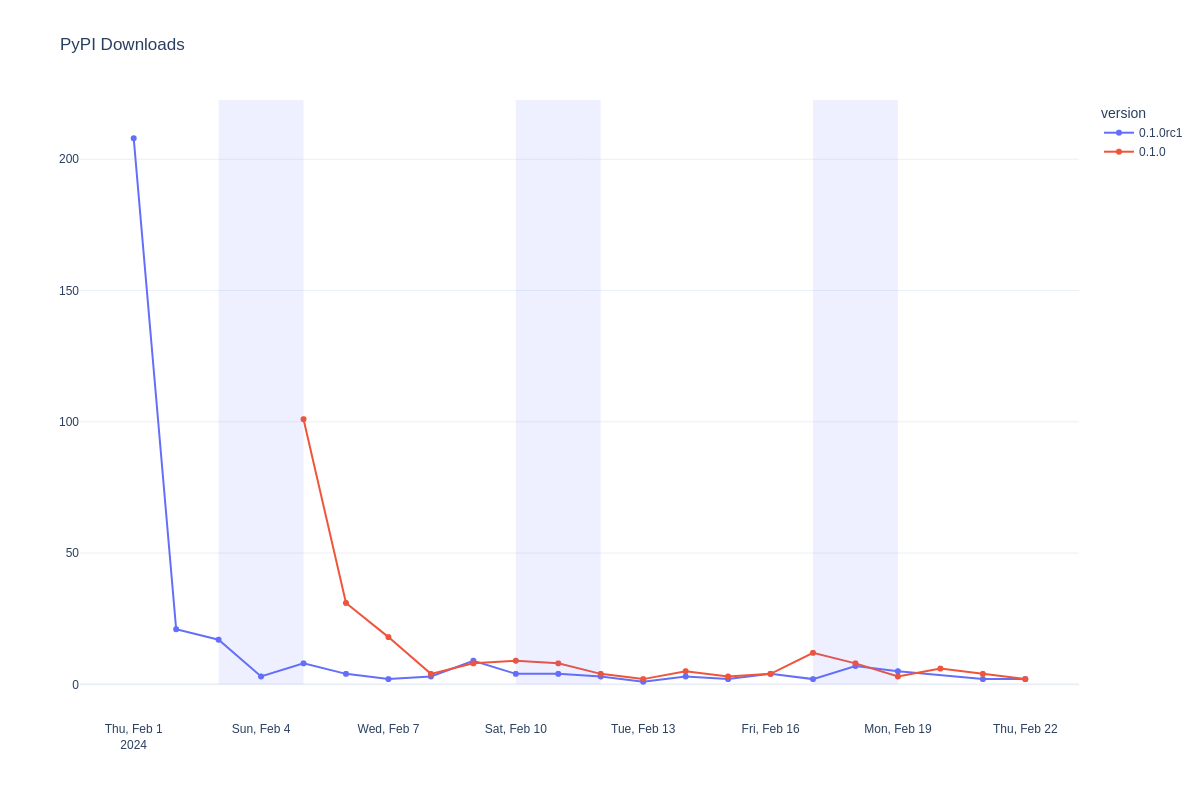 PyPI Downloads
version
0.1.0rc1
0.1.0
200
150
100
50
0
Thu, Feb 1
2024
Sun, Feb 4
Wed, Feb 7
Sat, Feb 10
Tue, Feb 13
Fri, Feb 16
Mon, Feb 19
Thu, Feb 22